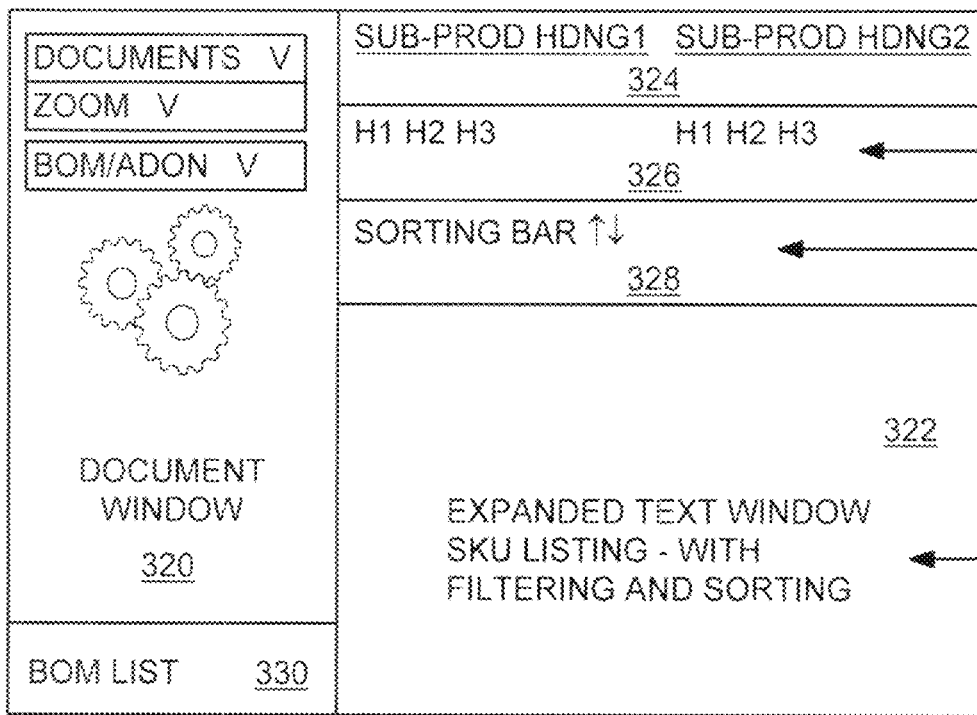 DOCUMENTS V
ZOOM V
BOM/ADON V
DOCUMENT
WINDOW
320
BOM LIST 330
SUB-PROD HDNG1 SUB-PROD HDNG2
324
H1 H2 H3 H1 H2 H3
326
SORTING BAR ↑↓
328
322
EXPANDED TEXT WINDOW
SKU LISTING - WITH
FILTERING AND SORTING